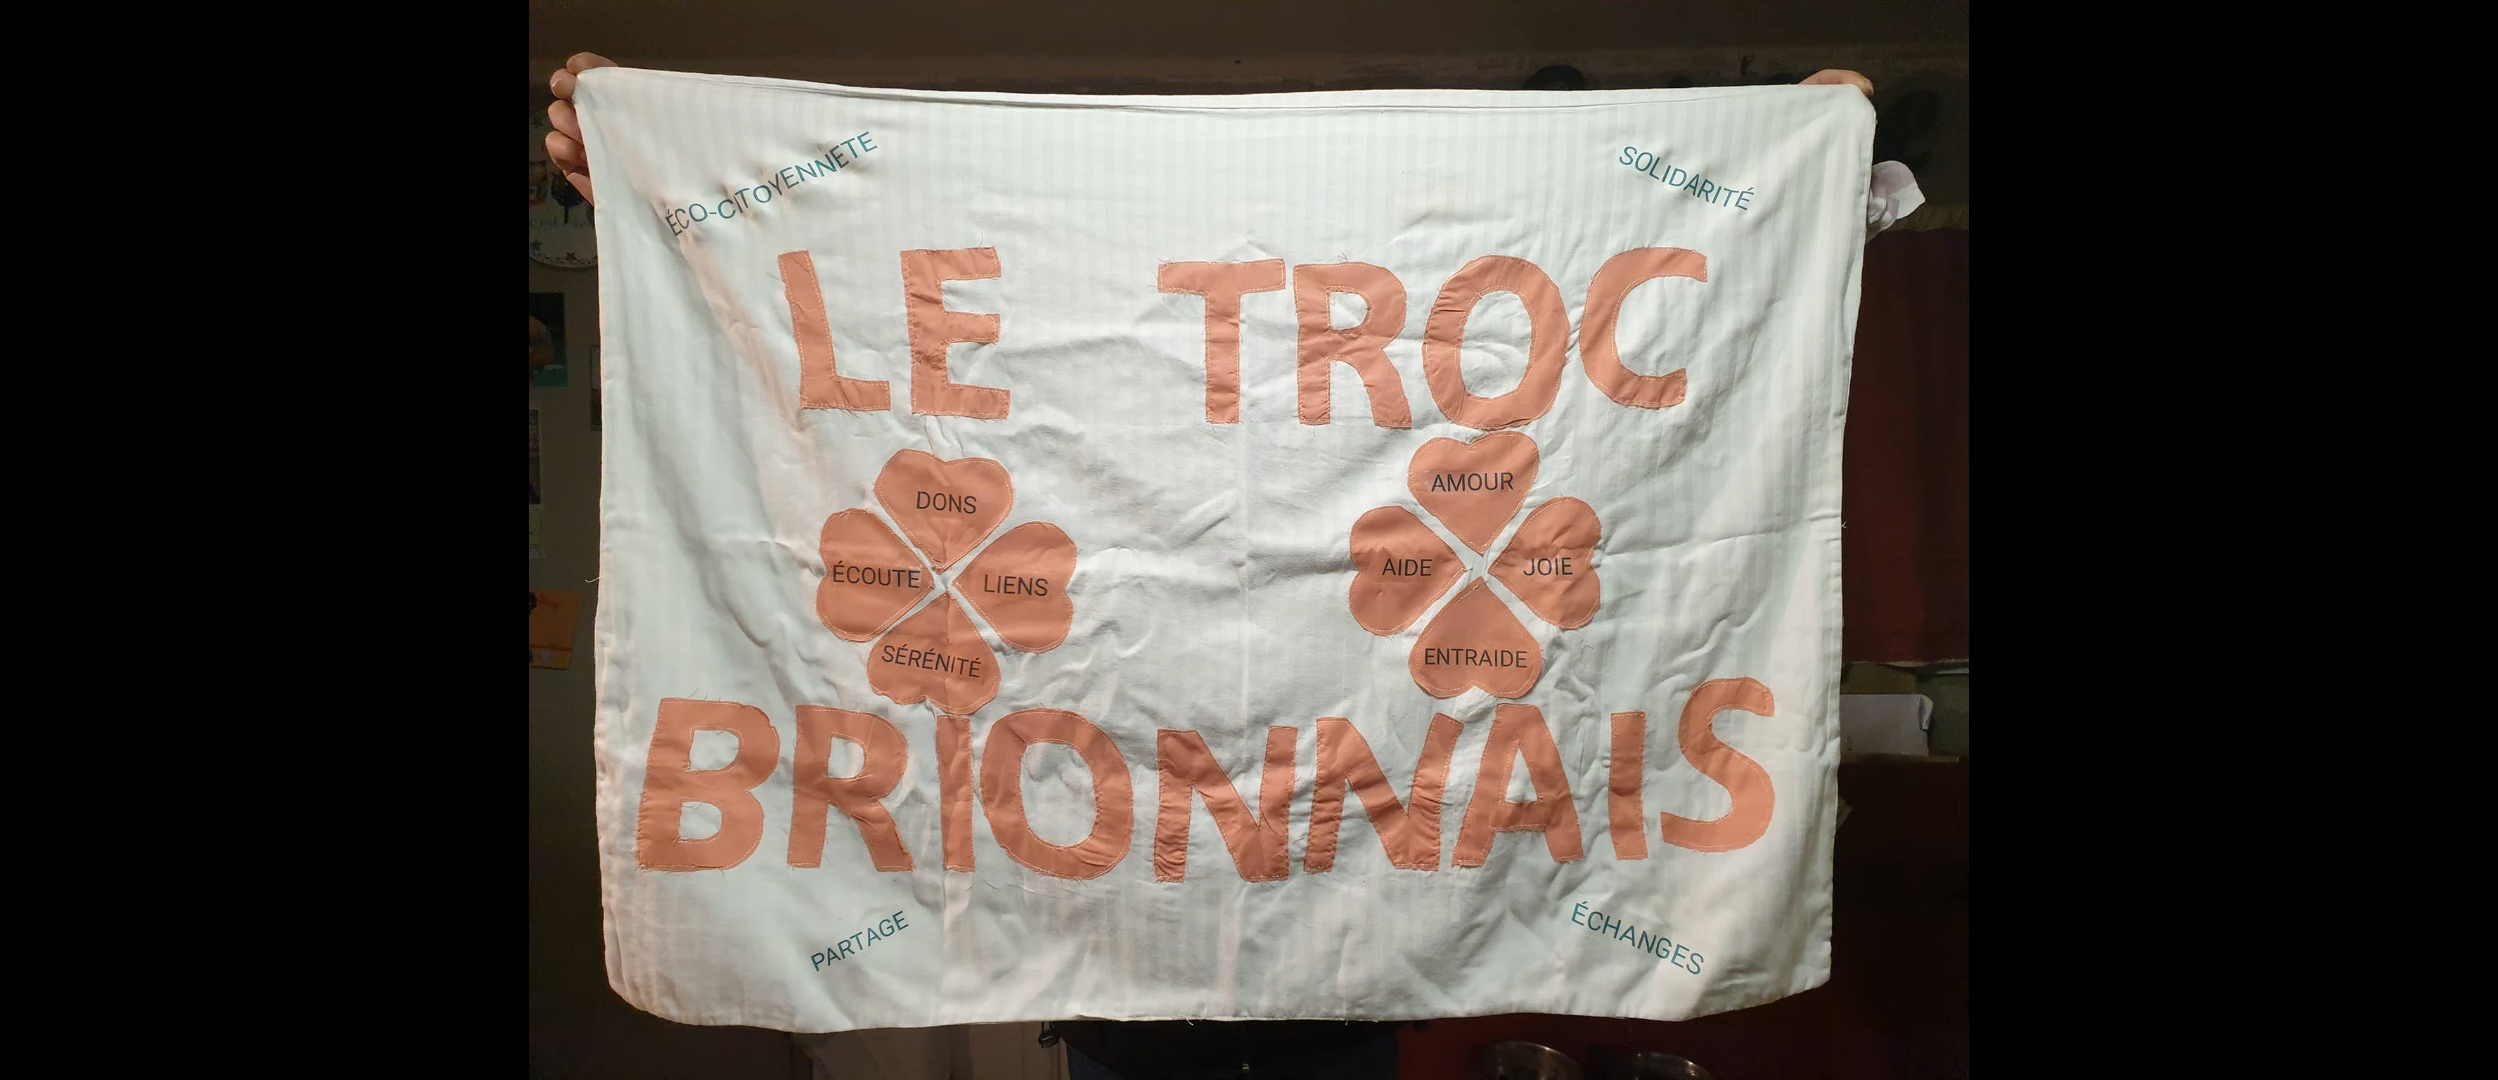 ÉCO-CITOYENNETE
SOLIDARITÉ
LE TROC
DONS
ÉCOUTE
LIENS
SÉRÉNITÉ
AMOUR
AIDE
JOIE
ENTRAIDE
BRIONNAIS
PARTAGE
ÉCHANGES